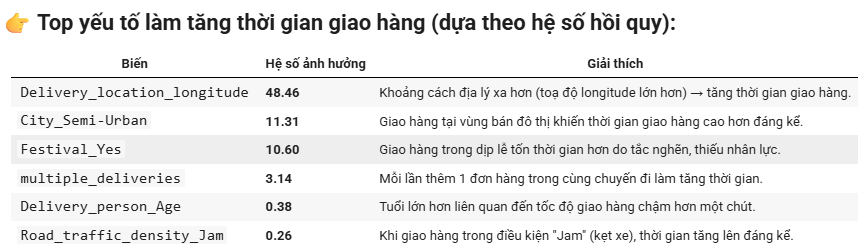 👉 Top yếu tố làm tăng thời gian giao hàng (dựa theo hệ số hồi quy):
Biến Hệ số ảnh hưởng Giải thích
Delivery_location_longitude 48.46 Khoảng cách địa lý xa hơn (toạ độ longitude lớn hơn) → tăng thời gian giao hàng.
City_Semi-Urban 11.31 Giao hàng tại vùng bán đô thị khiến thời gian giao hàng cao hơn đáng kể.
Festival_Yes 10.60 Giao hàng trong dịp lễ tốn thời gian hơn do tắc nghẽn, thiếu nhân lực.
multiple_deliveries 3.14 Mỗi lần thêm 1 đơn hàng trong cùng chuyến đi làm tăng thời gian.
Delivery_person_Age 0.38 Tuổi lớn hơn liên quan đến tốc độ giao hàng chậm hơn một chút.
Road_traffic_density_Jam 0.26 Khi giao hàng trong điều kiện "Jam" (kẹt xe), thời gian tăng lên đáng kể.